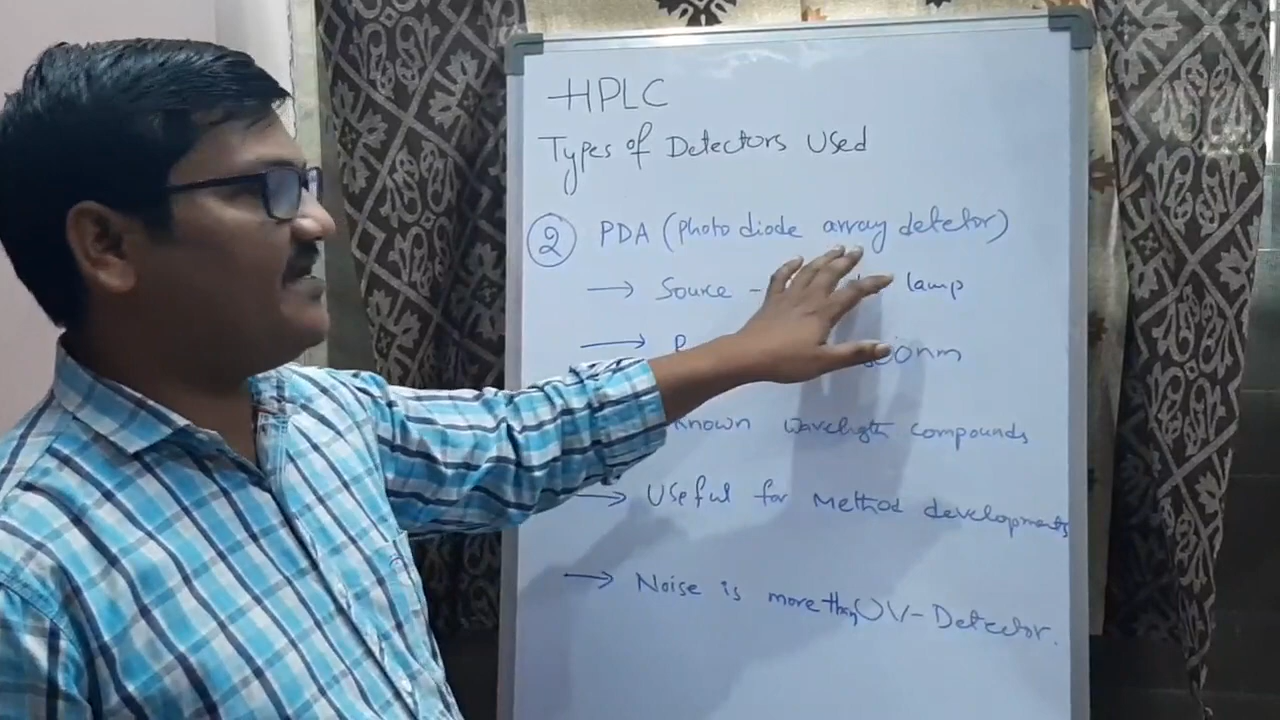 HPLC
Types of Detectors Used
2 PDA (photo diode array detetor)
→ Source - lamp
→ nm
known wavelength compounds
→ Useful for Method developments
→ Noise is more than UV-Detector.